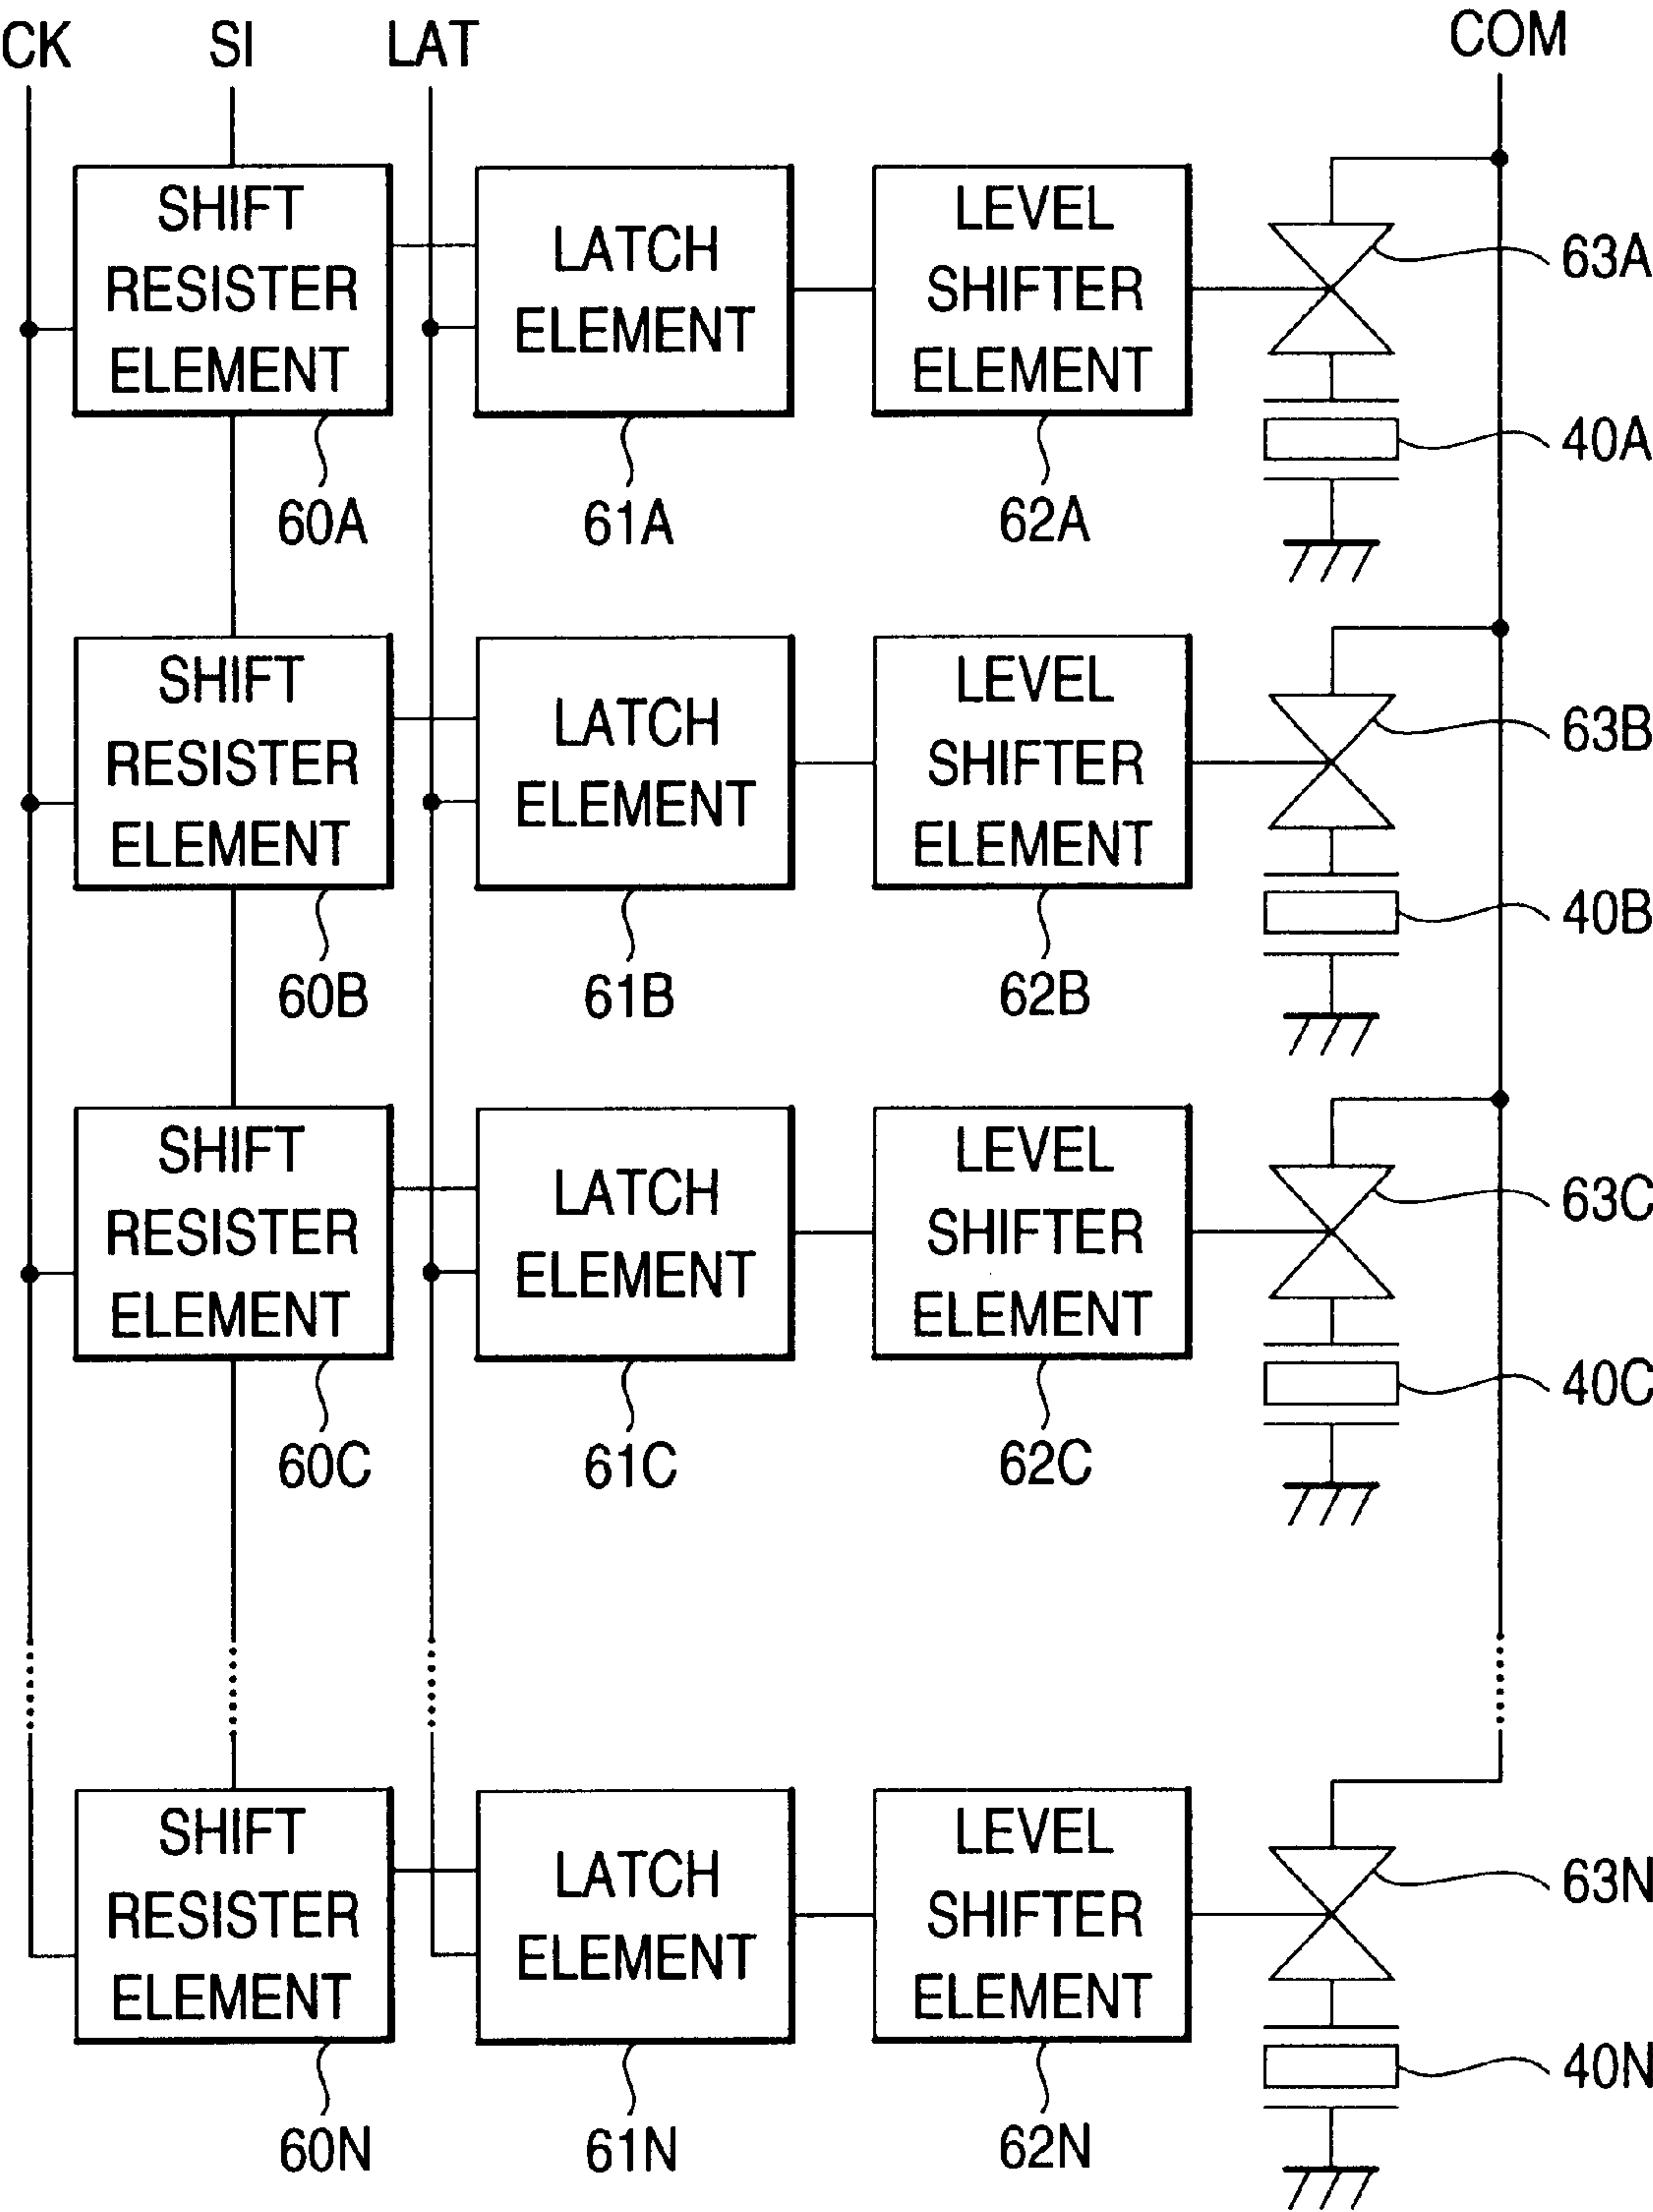 CK SI LAT COM
SHIFT
RESISTER
ELEMENT
LATCH
ELEMENT
LEVEL
SHIFTER
ELEMENT
63A
40A
60A 61A 62A
SHIFT
RESISTER
ELEMENT
LATCH
ELEMENT
LEVEL
SHIFTER
ELEMENT
63B
40B
60B 61B 62B
SHIFT
RESISTER
ELEMENT
LATCH
ELEMENT
LEVEL
SHIFTER
ELEMENT
63C
40C
60C 61C 62C
SHIFT
RESISTER
ELEMENT
LATCH
ELEMENT
LEVEL
SHIFTER
ELEMENT
63N
40N
60N 61N 62N